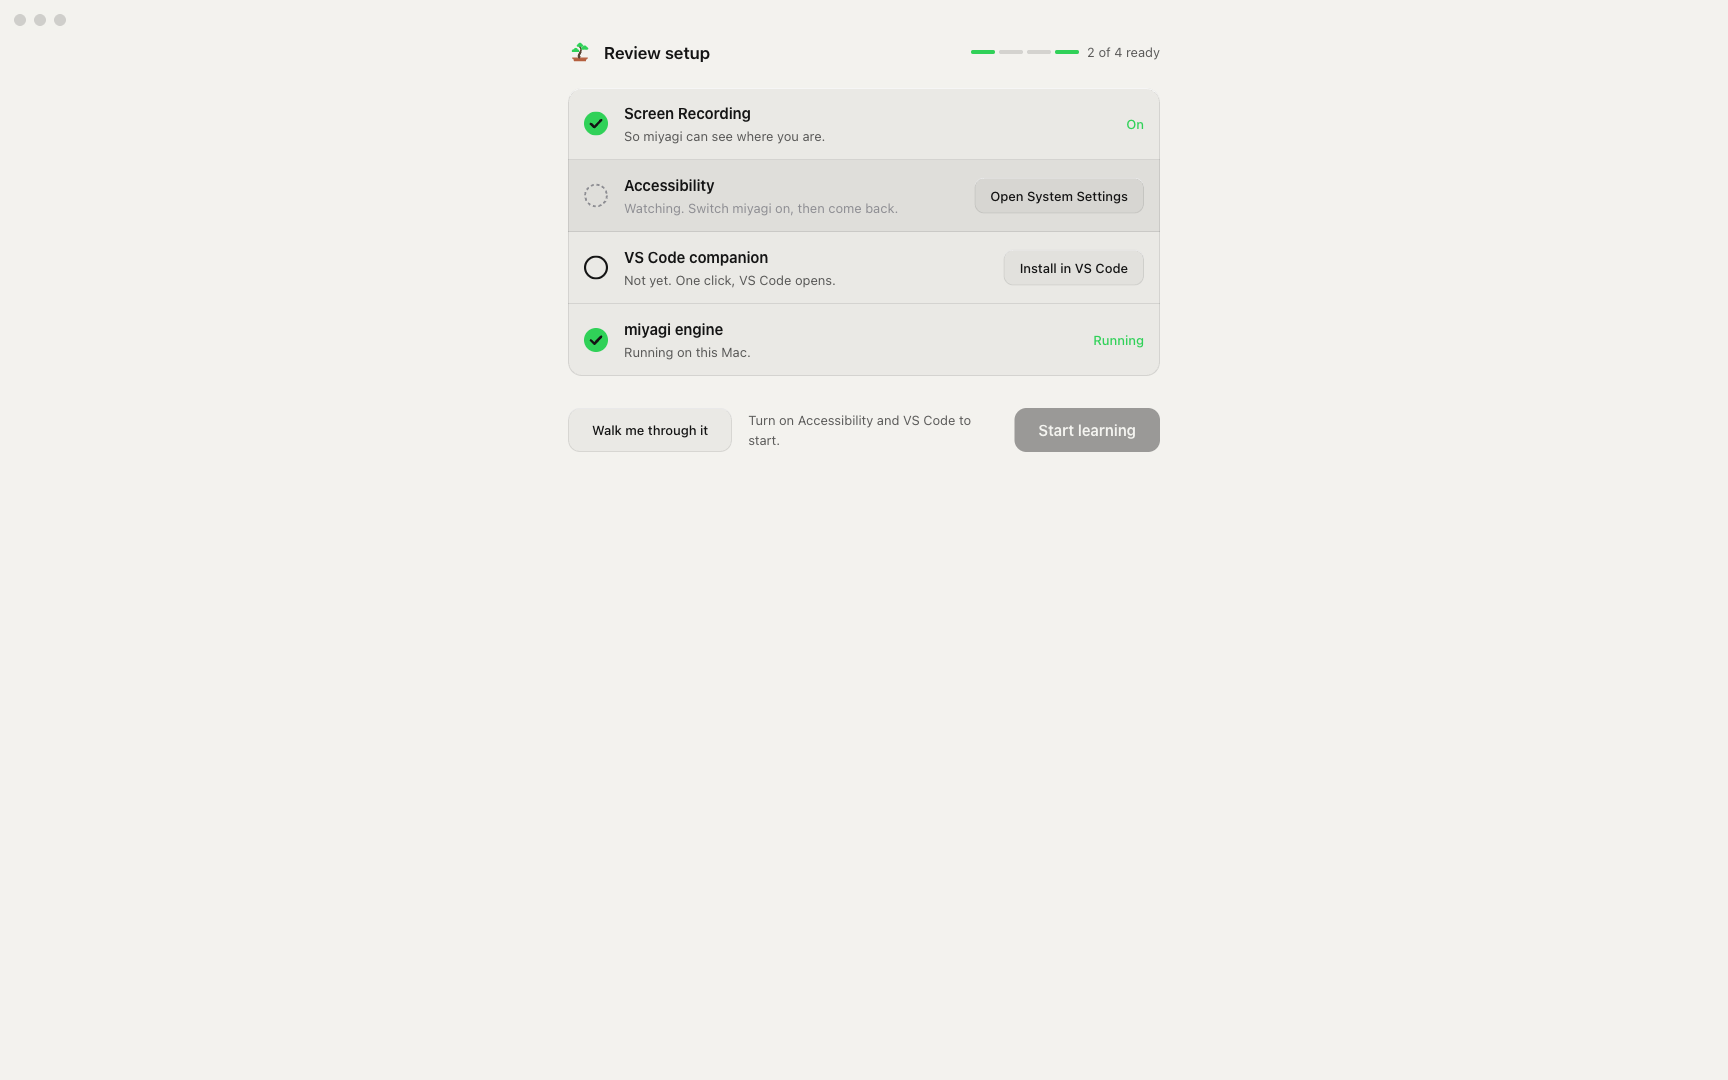 Review setup
2 of 4 ready
Screen Recording
So miyagi can see where you are.
On
Accessibility
Watching. Switch miyagi on, then come back.
Open System Settings
VS Code companion
Not yet. One click, VS Code opens.
Install in VS Code
miyagi engine
Running on this Mac.
Running
Walk me through it
Turn on Accessibility and VS Code to
start.
Start learning